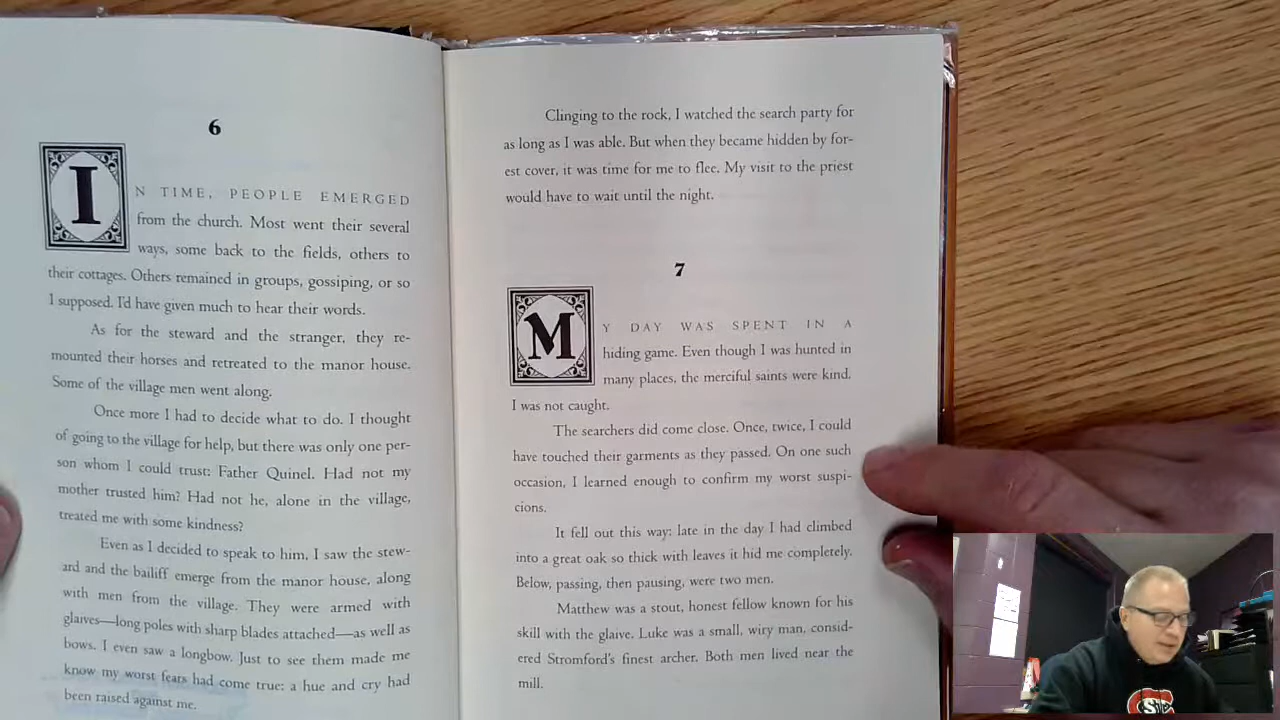 6
IN TIME, PEOPLE EMERGED
from the church. Most went their several
ways, some back to the fields, others to
their cottages. Others remained in groups, gossiping, or so
I supposed. I'd have given much to hear their words.
As for the steward and the stranger, they re-
mounted their horses and retreated to the manor house.
Some of the village men went along.
Once more I had to decide what to do. I thought
of going to the village for help, but there was only one per-
son whom I could trust: Father Quinel. Had not my
mother trusted him? Had not he, alone in the village,
treated me with some kindness?
Even as I decided to speak to him, I saw the stew-
ard and the bailiff emerge from the manor house, along
with men from the village. They were armed with
glaives—long poles with sharp blades attached—as well as
bows. I even saw a longbow. Just to see them made me
know my worst fears had come true: a hue and cry had
been raised against me.
Clinging to the rock, I watched the search party for
as long as I was able. But when they became hidden by for-
est cover, it was time for me to flee. My visit to the priest
would have to wait until the night.
7
MY DAY WAS SPENT IN A
hiding game. Even though I was hunted in
many places, the merciful saints were kind.
I was not caught.
The searchers did come close. Once, twice, I could
have touched their garments as they passed. On one such
occasion, I learned enough to confirm my worst suspi-
cions.
It fell out this way: late in the day I had climbed
into a great oak so thick with leaves it hid me completely.
Below, passing, then pausing, were two men.
Matthew was a stout, honest fellow known for his
skill with the glaive. Luke was a small, wiry man, consid-
ered Stromford's finest archer. Both men lived near the
mill.